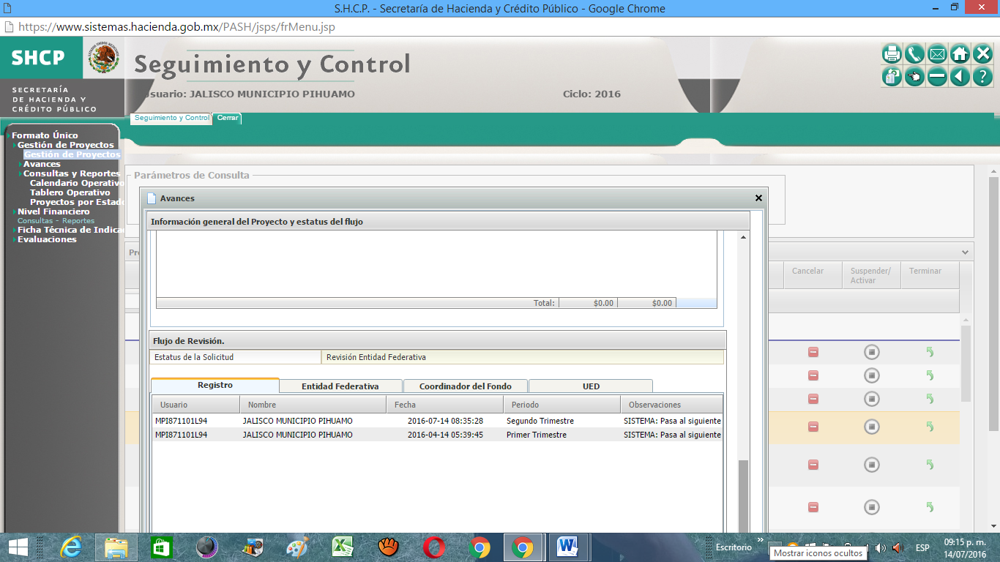 S.H.C.P. - Secretaría de Hacienda y Crédito Público - Google Chrome
https://www.sistemas.hacienda.gob.mx/PASH/jsps/frMenu.jsp
SHCP
SECRETARÍA
DE HACIENDA Y
CRÉDITO PÚBLICO
Seguimiento y Control
Usuario: JALISCO MUNICIPIO PIHUAMO
Ciclo: 2016
Seguimiento y Control
Cerrar
Formato Único
Gestión de Proyectos
Gestión de Proyectos
Avances
Consultas y Reportes
Calendario Operativo
Tablero Operativo
Proyectos por Estad
Nivel Financiero
Consultas - Reportes
Ficha Técnica de Indica
Evaluaciones
Parámetros de Consulta
Pr
Cancelar
Suspender/
Activar
Terminar
Avances
Información general del Proyecto y estatus del flujo
Total: $0.00 $0.00
Flujo de Revisión.
Estatus de la Solicitud Revisión Entidad Federativa
Registro Entidad Federativa Coordinador del Fondo UED
Usuario Nombre Fecha Periodo Observaciones
MPI871101L94 JALISCO MUNICIPIO PIHUAMO 2016-07-14 08:35:28 Segundo Trimestre SISTEMA: Pasa al siguiente
MPI871101L94 JALISCO MUNICIPIO PIHUAMO 2016-04-14 05:39:45 Primer Trimestre SISTEMA: Pasa al siguiente
Escritorio
Mostrar iconos ocultos
ESP
09:15 p. m.
14/07/2016